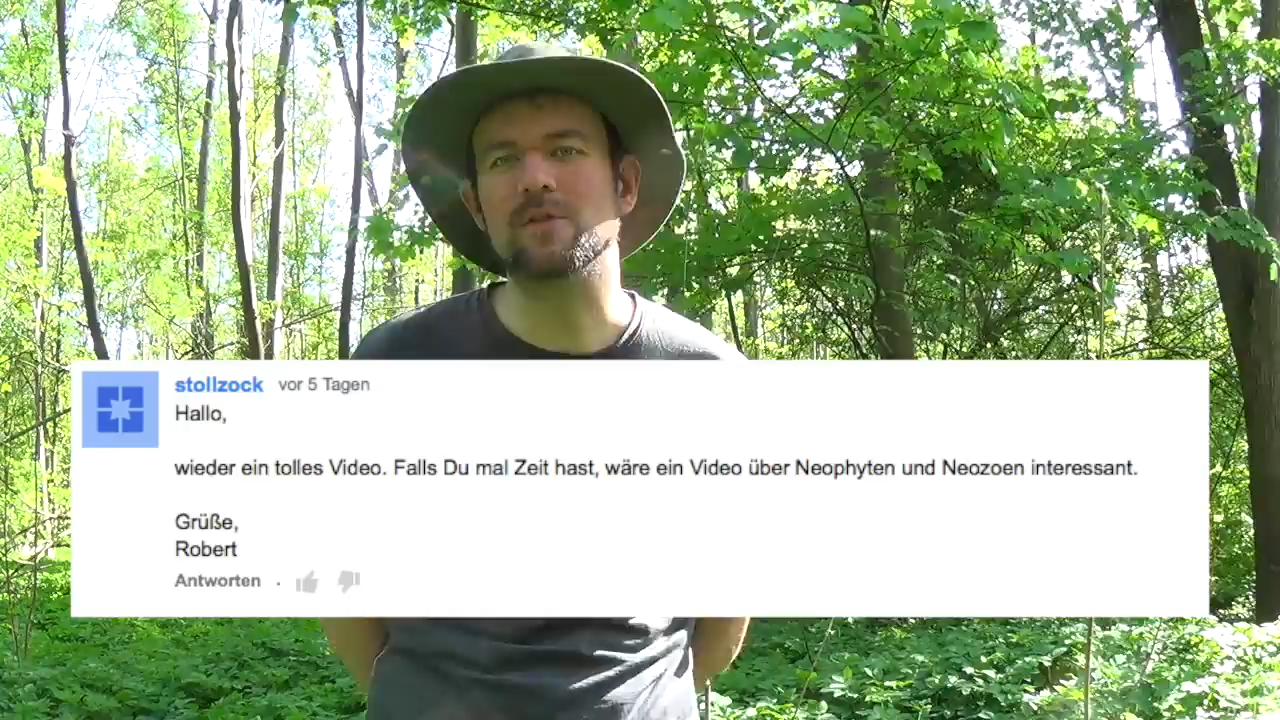 stollzock vor 5 Tagen
Hallo,
wieder ein tolles Video. Falls Du mal Zeit hast, wäre ein Video über Neophyten und Neozoen interessant.
Grüße,
Robert
Antworten .